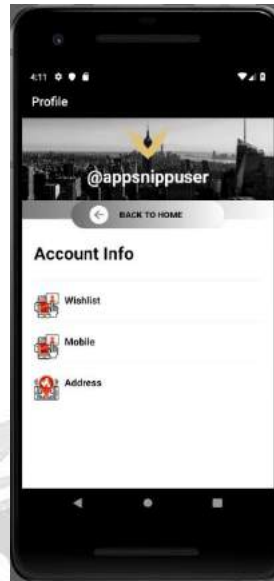 4:11
Profile
@appsnippuser
BACK TO HOME
Account Info
Wishlist
Mobile
Address